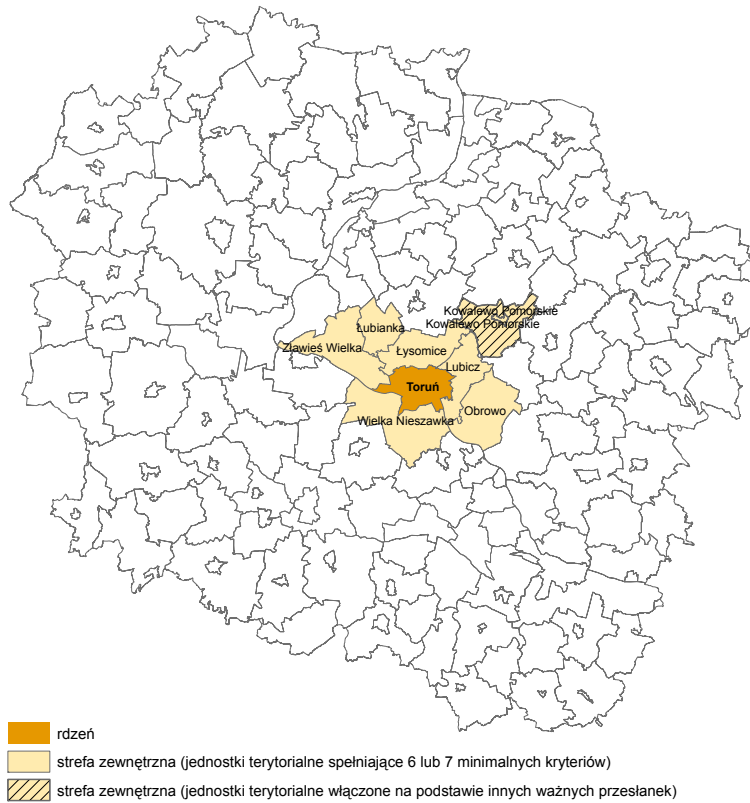 Kowalewo Pomorskie
Kowalewo Pomorskie
Łubianka
Zławieś Wielka
Łysomice
Lubicz
Toruń
Obrowo
Wielka Nieszawka
rdzeń
strefa zewnętrzna (jednostki terytorialne spełniające 6 lub 7 minimalnych kryteriów)
strefa zewnętrzna (jednostki terytorialne włączone na podstawie innych ważnych przesłanek)